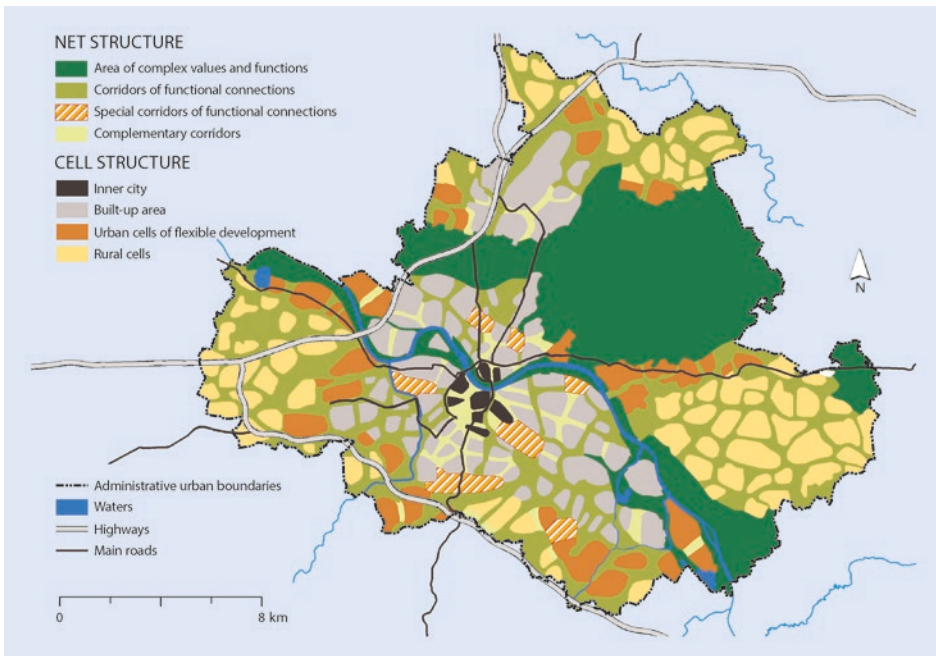 NET STRUCTURE
Area of complex values and functions
Corridors of functional connections
Special corridors of functional connections
Complementary corridors
CELL STRUCTURE
Inner city
Built-up area
Urban cells of flexible development
Rural cells
N
Administrative urban boundaries
Waters
Highways
Main roads
0 8 km